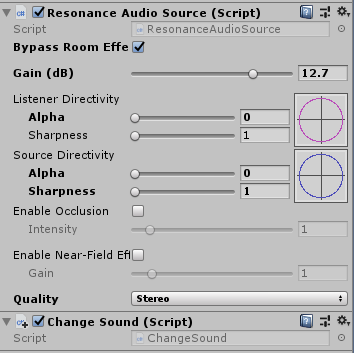 Resonance Audio Source (Script)
Script ResonanceAudioSource
Bypass Room Effe
Gain (dB) 12.7
Listener Directivity
Alpha 0
Sharpness 1
Source Directivity
Alpha 0
Sharpness 1
Enable Occlusion
Intensity 1
Enable Near-Field Eff
Gain 1
Quality Stereo
Change Sound (Script)
Script ChangeSound